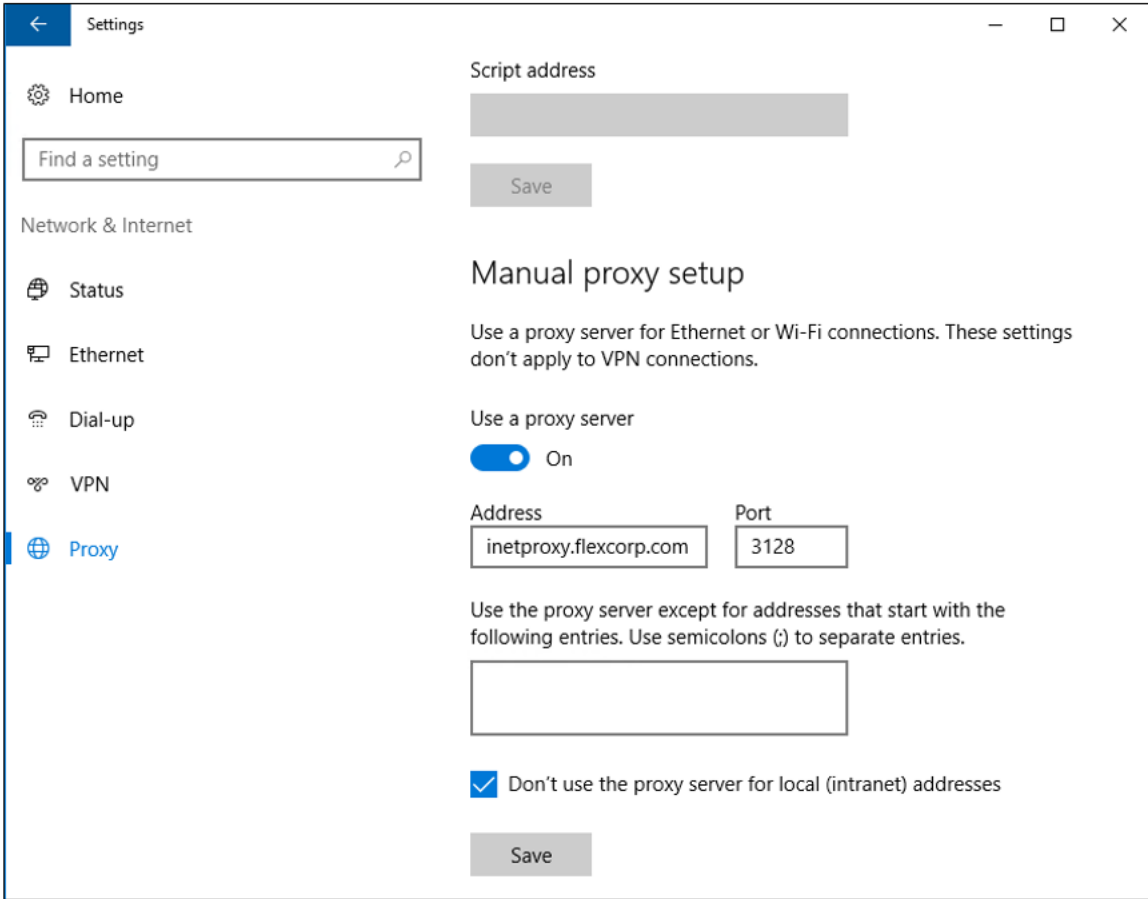 Settings
Home
Find a setting
Network & Internet
Status
Ethernet
Dial-up
VPN
Proxy
Script address
Save
Manual proxy setup
Use a proxy server for Ethernet or Wi-Fi connections. These settings
don't apply to VPN connections.
Use a proxy server
On
Address Port
inetproxy.flexcorp.com 3128
Use the proxy server except for addresses that start with the
following entries. Use semicolons (;) to separate entries.
Don't use the proxy server for local (intranet) addresses
Save